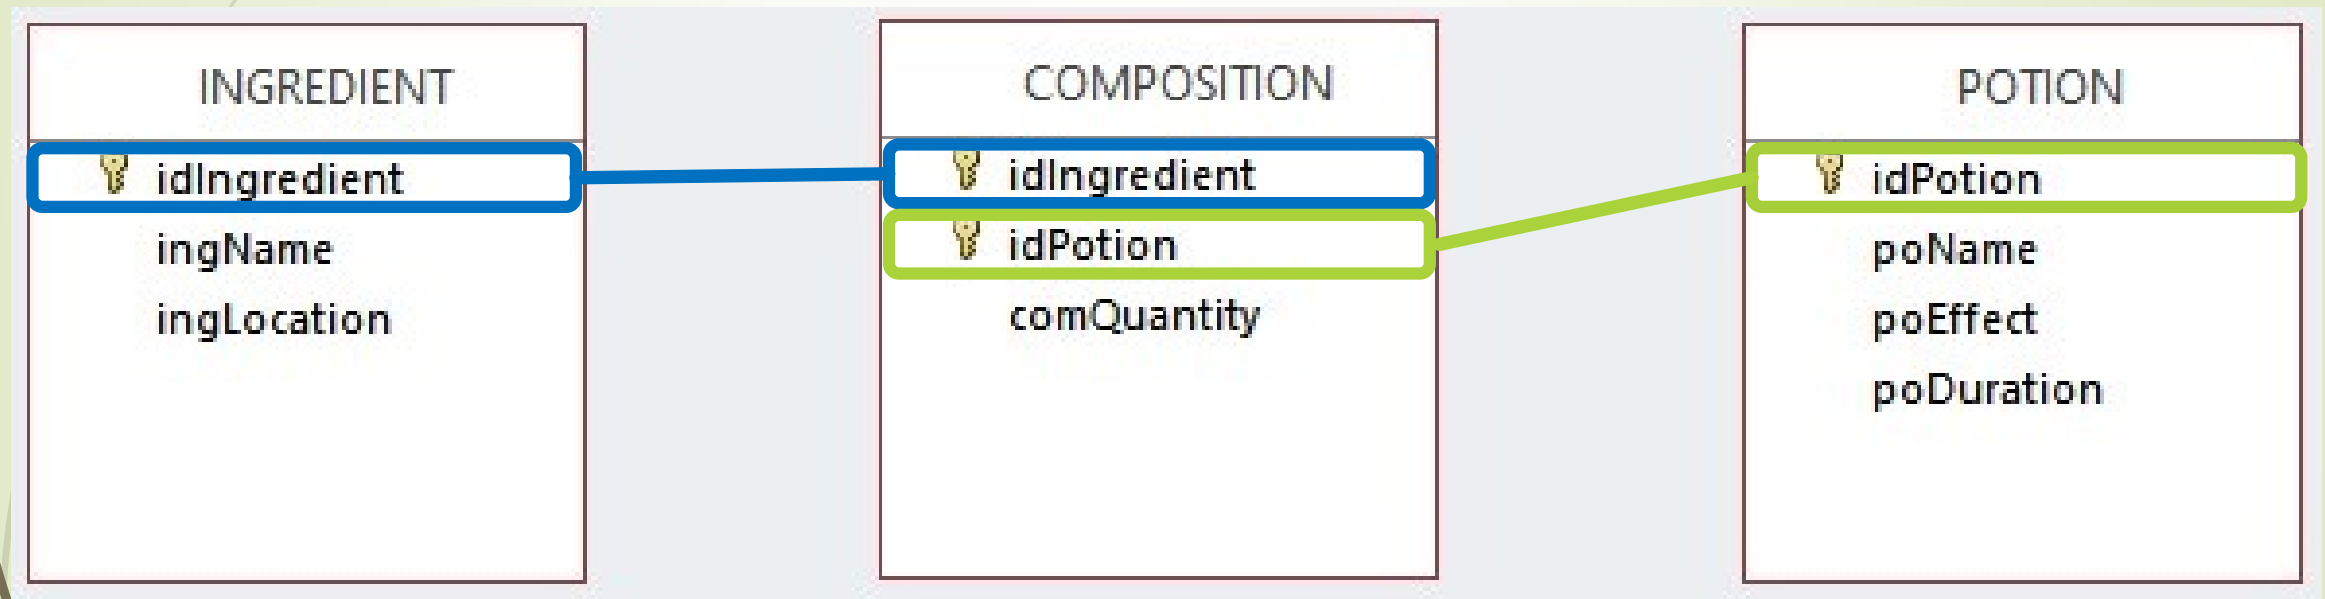 INGREDIENT
idIngredient
ingName
ingLocation
COMPOSITION
idIngredient
idPotion
comQuantity
POTION
idPotion
poName
poEffect
poDuration